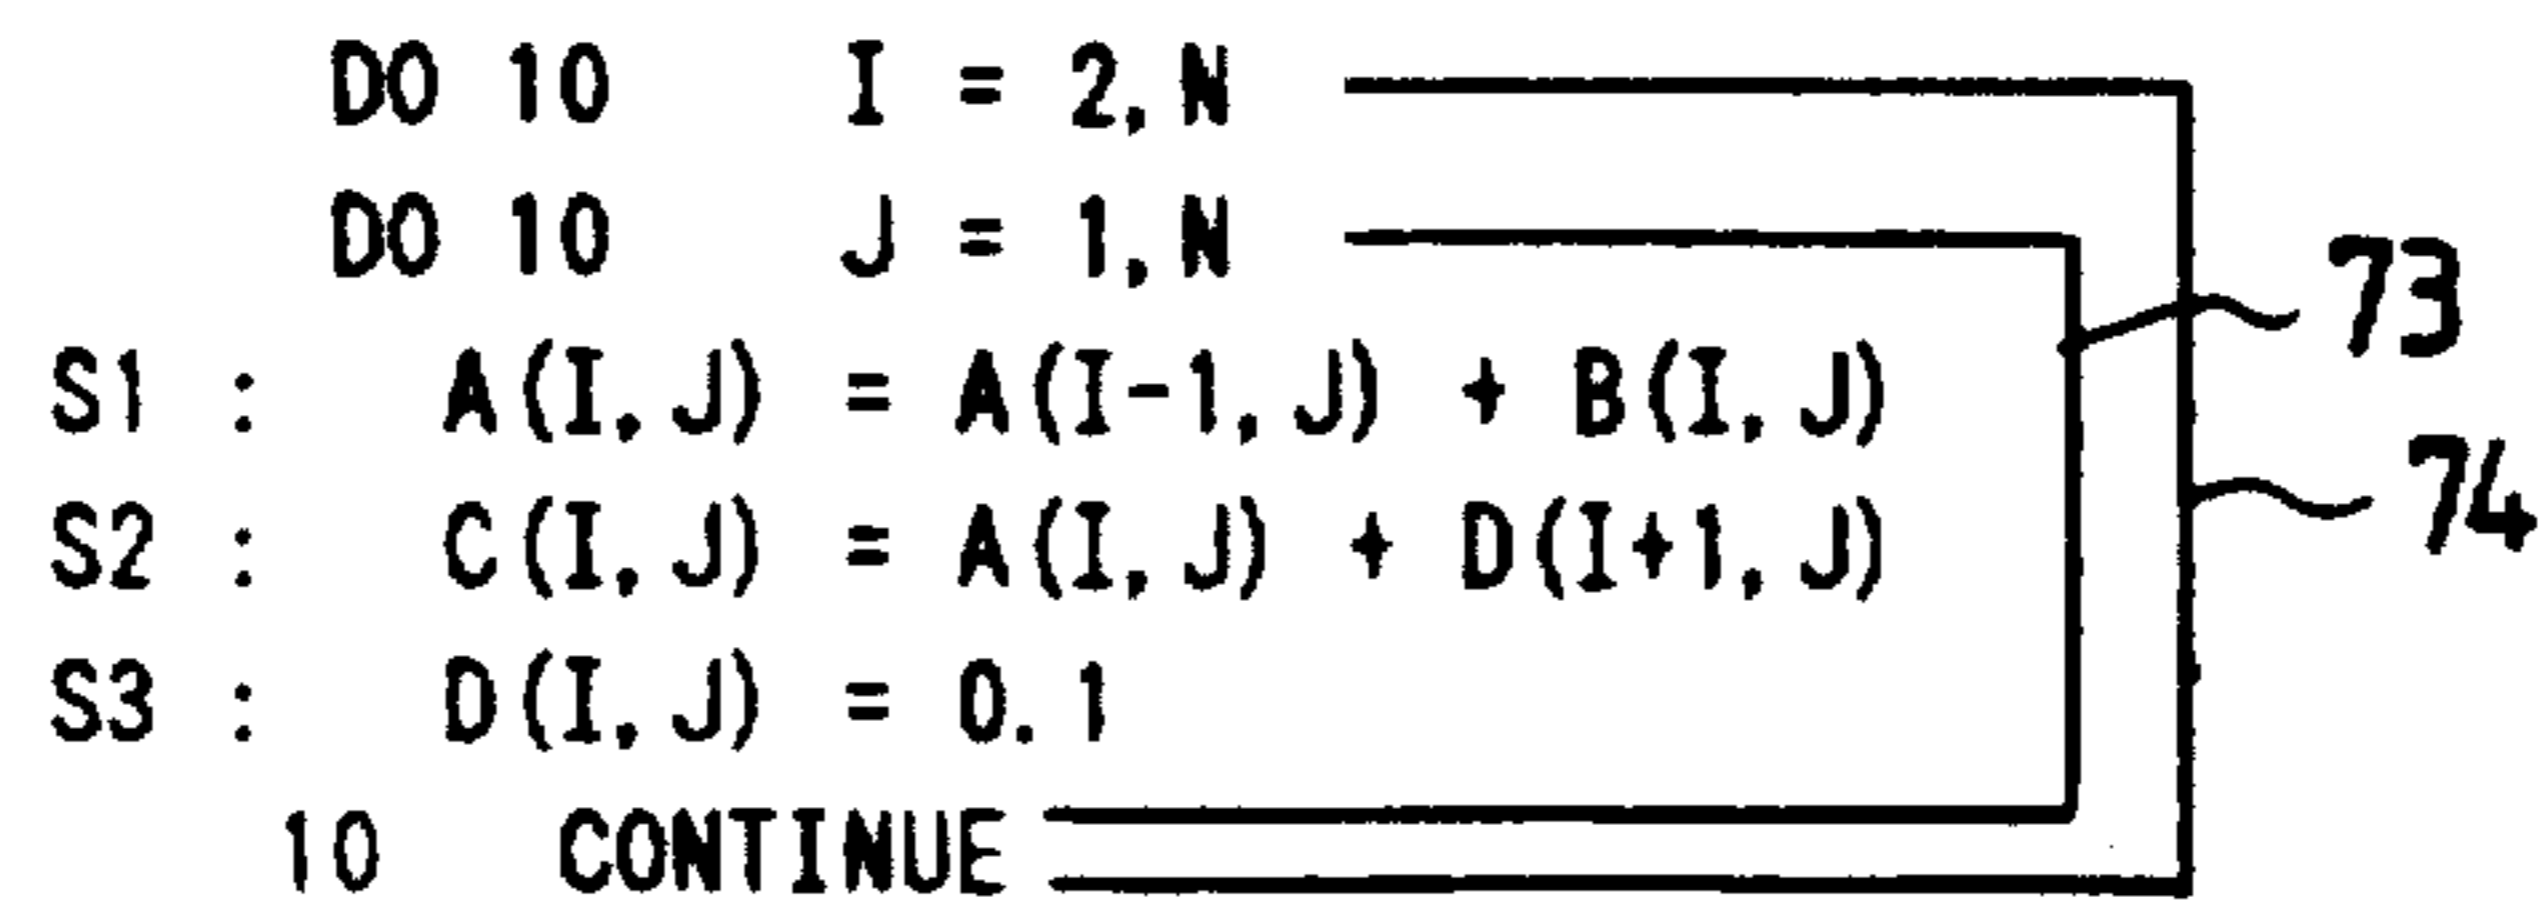 DO 10 I = 2, N
DO 10 J = 1, N
73
S1 : A(I, J) = A(I-1, J) + B(I, J)
74
S2 : C(I, J) = A(I, J) + D(I+1, J)
S3 : D(I, J) = 0.1
10 CONTINUE